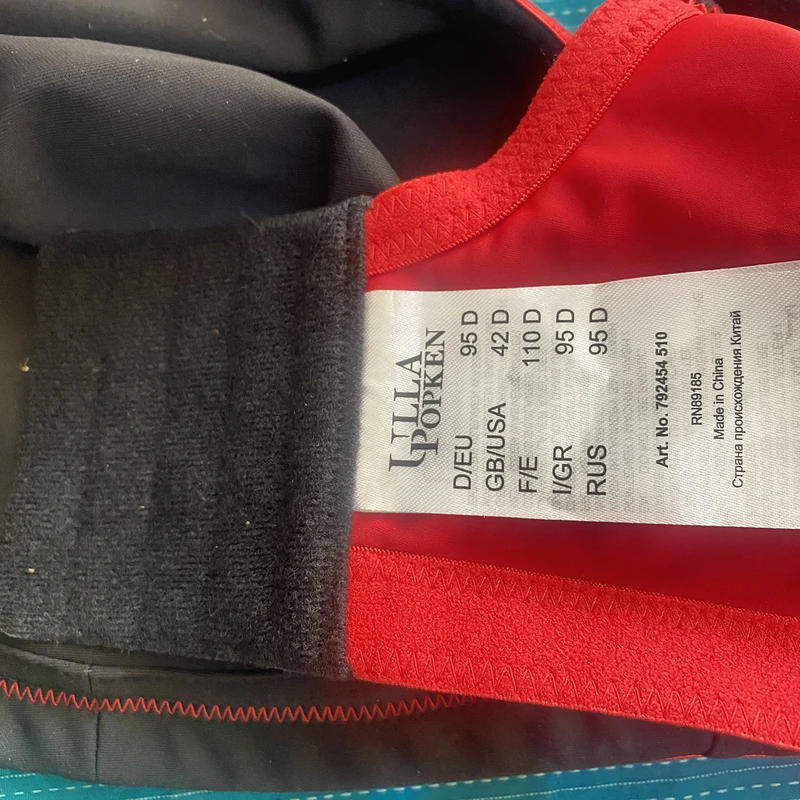 ULLA
POPKEN
D/EU 95 D
GB/USA 42 D
F/E 110 D
I/GR 95 D
RUS 95 D
Art. No. 792454 510
RN89185
Made in China
Страна происхождения Китай